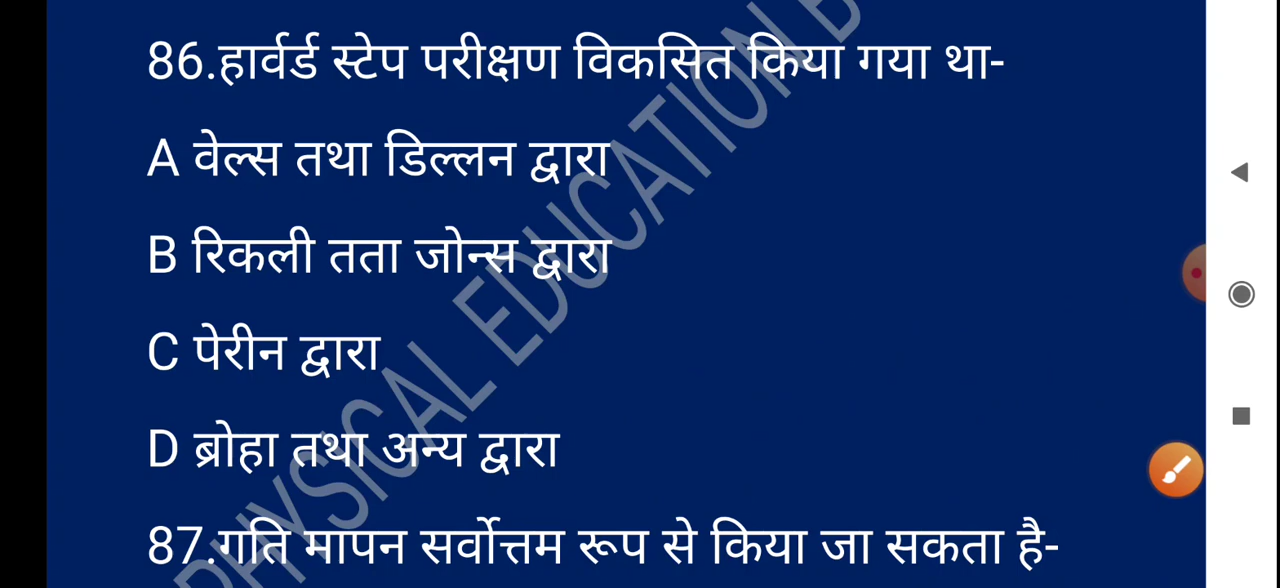 86.हार्वर्ड स्टेप परीक्षण विकसित किया गया था-
A वेल्स तथा डिल्लन द्वारा
B रिकली तता जोन्स द्वारा
C पेरीन द्वारा
D ब्रोहा तथा अन्य द्वारा
87.गति मापन सर्वोत्तम रूप से किया जा सकता है-
PHYSICAL EDUCATION B